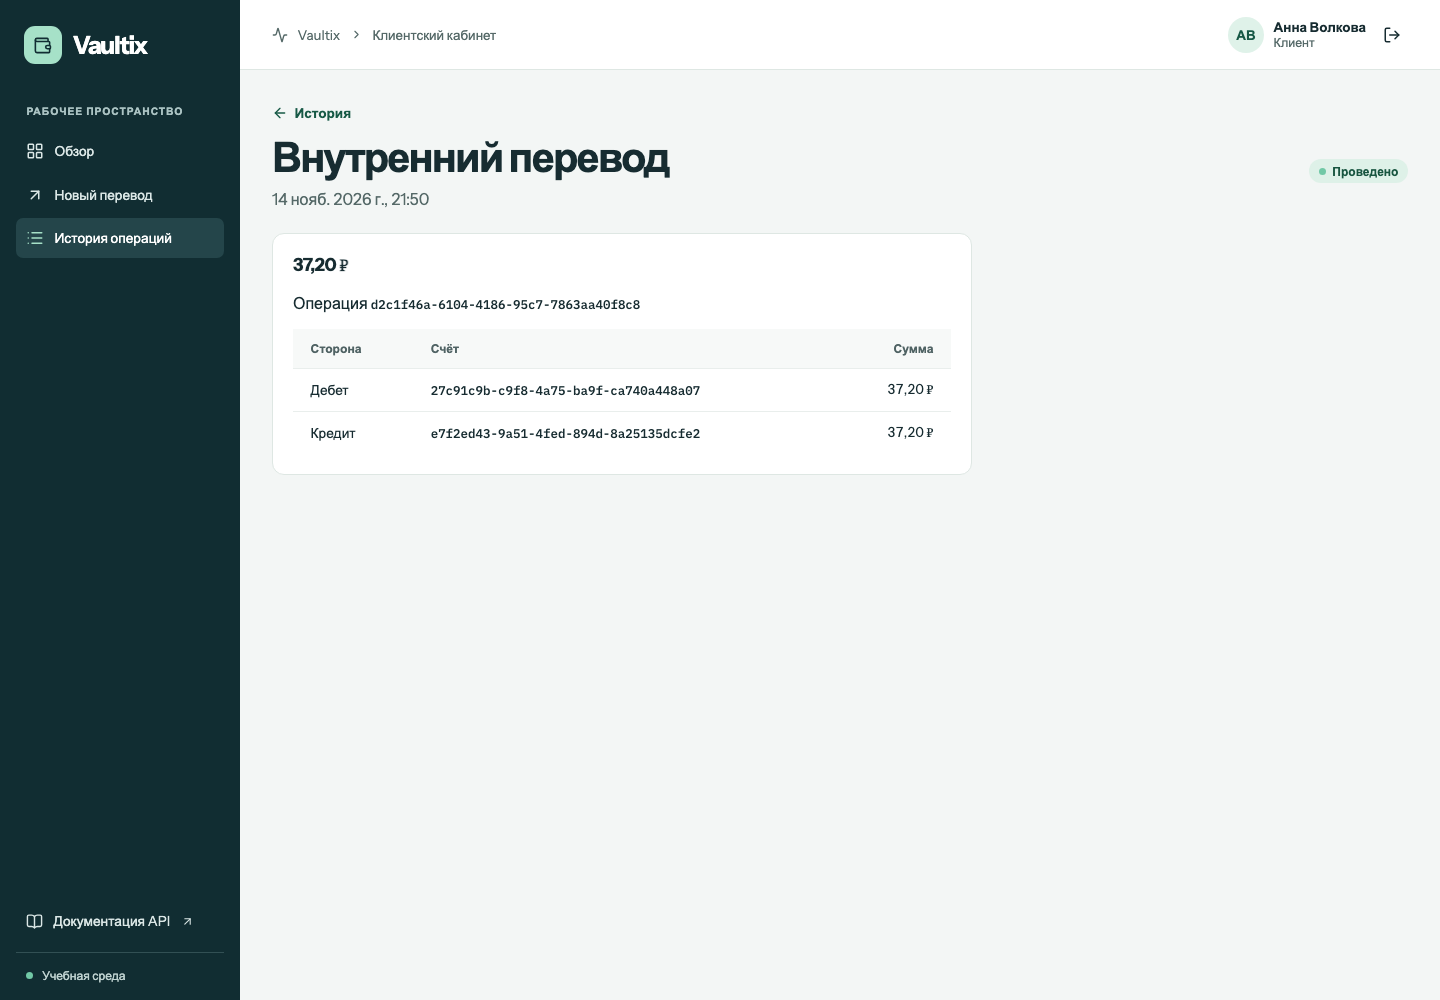 Vaultix
РАБОЧЕЕ ПРОСТРАНСТВО
Обзор
Новый перевод
История операций
Документация API
Учебная среда
Vaultix > Клиентский кабинет
АВ
Анна Волкова
Клиент
История
Внутренний перевод
14 нояб. 2026 г., 21:50
Проведено
37,20 ₽
Операция d2c1f46a-6104-4186-95c7-7863aa40f8c8
Сторона Счёт Сумма
Дебет 27c91c9b-c9f8-4a75-ba9f-ca740a448a07 37,20 ₽
Кредит e7f2ed43-9a51-4fed-894d-8a25135dcfe2 37,20 ₽